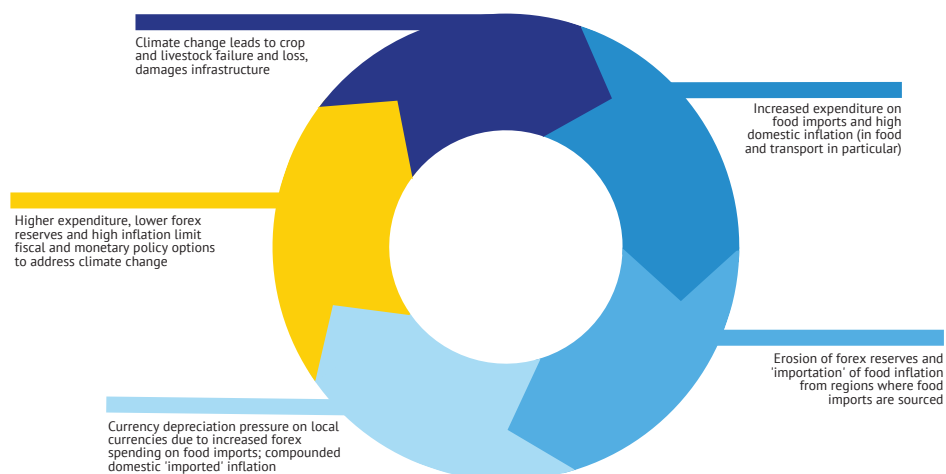 Climate change leads to crop
and livestock failure and loss,
damages infrastructure
Increased expenditure on
food imports and high
domestic inflation (in food
and transport in particular)
Erosion of forex reserves and
'importation' of food inflation
from regions where food
imports are sourced
Currency depreciation pressure on local
currencies due to increased forex
spending on food imports; compounded
domestic 'imported' inflation
Higher expenditure, lower forex
reserves and high inflation limit
fiscal and monetary policy options
to address climate change